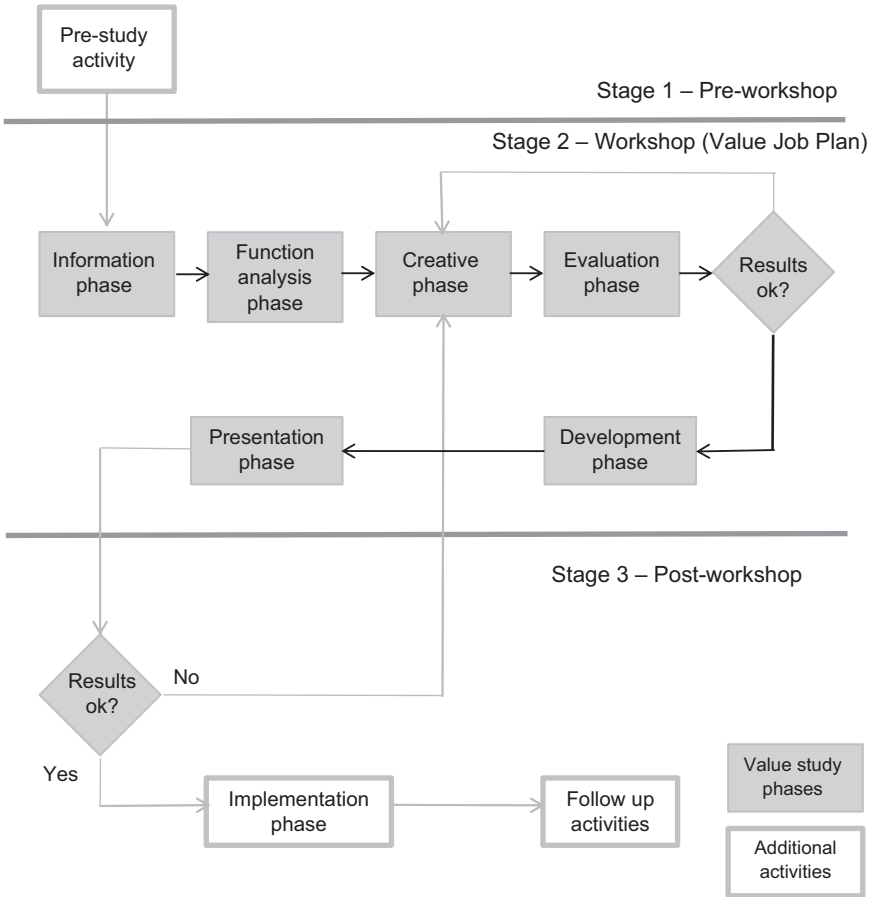 Pre-study
activity
Stage 1 – Pre-workshop
Stage 2 – Workshop (Value Job Plan)
Information
phase
Function
analysis
phase
Creative
phase
Evaluation
phase
Results
ok?
Presentation
phase
Development
phase
Stage 3 – Post-workshop
Results
ok?
No
Yes
Implementation
phase
Follow up
activities
Value study
phases
Additional
activities